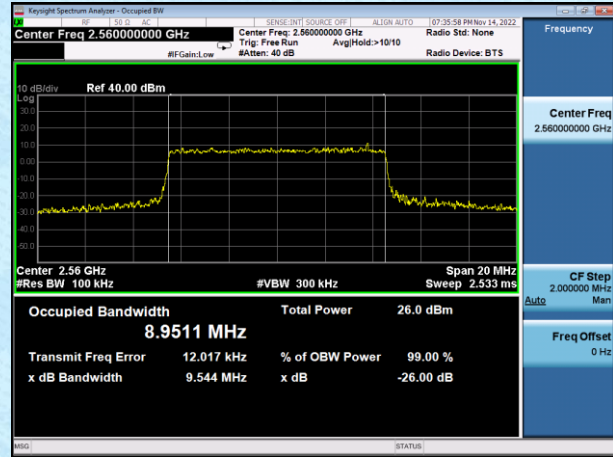 Keysight Spectrum Analyzer - Occupied BW
RF 50 Ω AC SENSE:INT SOURCE OFF ALIGN AUTO 07:35:58 PM Nov 14, 2022
Center Freq 2.560000000 GHz
Center Freq: 2.560000000 GHz
Radio Std: None
Trig: Free Run Avg|Hold:>10/10
#IFGain:Low #Atten: 40 dB Radio Device: BTS
10 dB/div Ref 40.00 dBm
Log
30.0
20.0
10.0
0.00
-10.0
-20.0
-30.0
-40.0
-50.0
Center 2.56 GHz Span 20 MHz
#Res BW 100 kHz #VBW 300 kHz Sweep 2.533 ms
Occupied Bandwidth Total Power 26.0 dBm
8.9511 MHz
Transmit Freq Error 12.017 kHz % of OBW Power 99.00 %
x dB Bandwidth 9.544 MHz x dB -26.00 dB
MSG STATUS
Frequency
Center Freq
2.560000000 GHz
CF Step
2.000000 MHz
Auto Man
Freq Offset
0 Hz